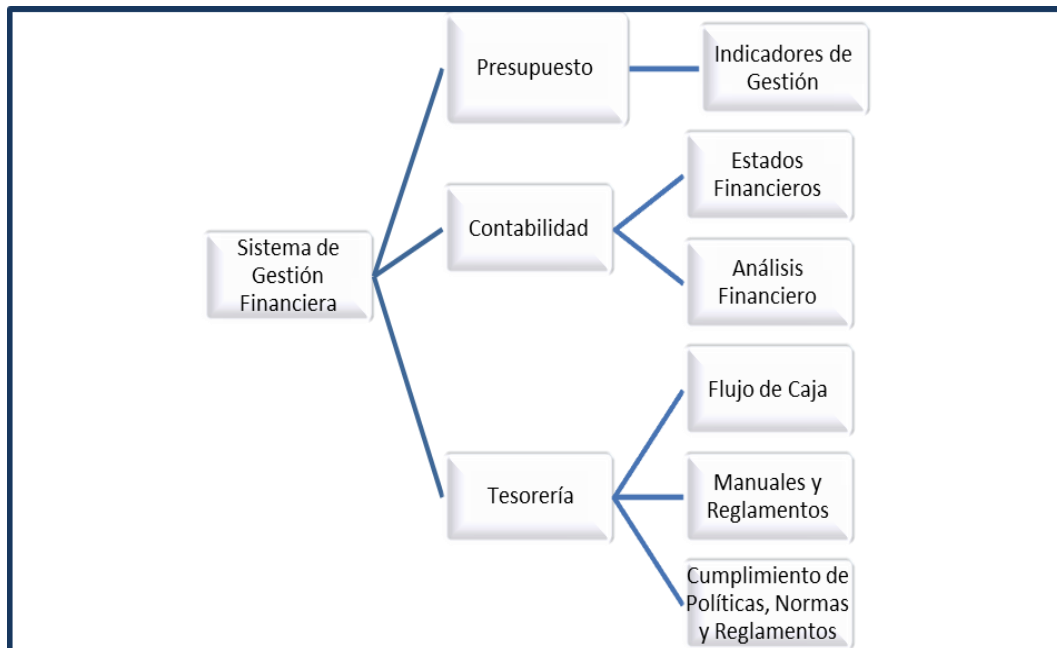 Presupuesto
Indicadores de
Gestión
Estados
Financieros
Contabilidad
Sistema de
Gestión
Financiera
Análisis
Financiero
Flujo de Caja
Tesorería
Manuales y
Reglamentos
Cumplimiento de
Políticas, Normas
y Reglamentos